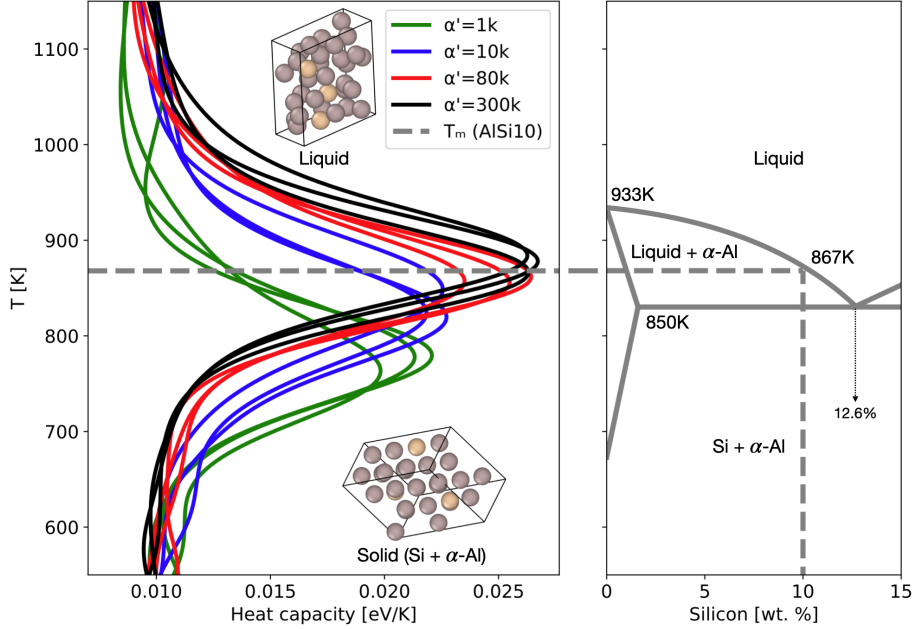 1100
1000
900
800
700
600
T [K]
0.010
0.015
0.020
0.025
Heat capacity [eV/K]
α'=1k
α'=10k
α'=80k
α'=300k
Tₘ (AlSi10)
Liquid
Solid (Si + α-Al)
Liquid
933K
Liquid + α-Al
867K
850K
12.6%
Si + α-Al
0
5
10
15
Silicon [wt. %]